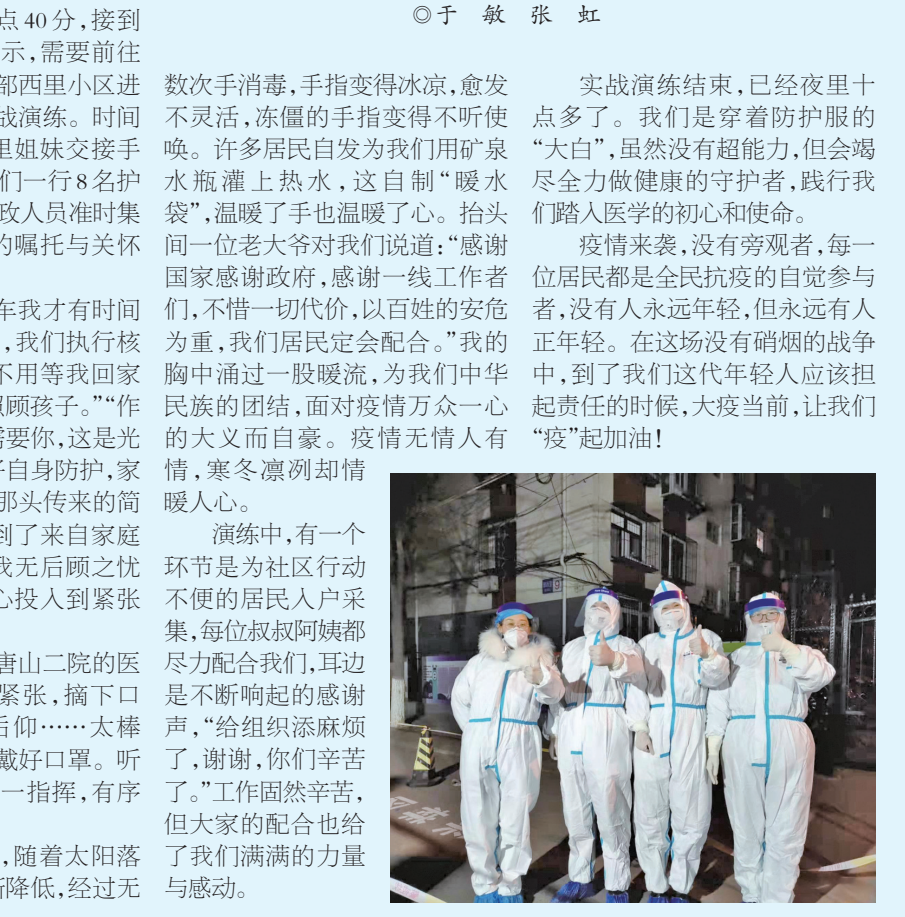 ◎于 敏 张 虹
点40分，接到
示，需要前往
部西里小区进
战演练。时间
里姐妹交接手
们一行8名护
政人员准时集
的嘱托与关怀
车我才有时间
，我们执行核
不用等我回家
照顾孩子。”“作
需要你，这是光
好自身防护，家
那头传来的简
到了来自家庭
我无后顾之忧
心投入到紧张
唐山二院的医
紧张，摘下口
后仰……太棒
戴好口罩。听
一指挥，有序
，随着太阳落
渐降低，经过无
数次手消毒，手指变得冰凉，愈发
不灵活，冻僵的手指变得不听使
唤。许多居民自发为我们用矿泉
水瓶灌上热水，这自制“暖水
袋”，温暖了手也温暖了心。抬头
间一位老大爷对我们说道：“感谢
国家感谢政府，感谢一线工作者
们，不惜一切代价，以百姓的安危
为重，我们居民定会配合。”我的
胸中涌过一股暖流，为我们中华
民族的团结，面对疫情万众一心
的大义而自豪。疫情无情人有
情，寒冬凛冽却情
暖人心。
演练中，有一个
环节是为社区行动
不便的居民入户采
集，每位叔叔阿姨都
尽力配合我们，耳边
是不断响起的感谢
声，“给组织添麻烦
了，谢谢，你们辛苦
了。”工作固然辛苦，
但大家的配合也给
了我们满满的力量
与感动。
实战演练结束，已经夜里十
点多了。我们是穿着防护服的
“大白”，虽然没有超能力，但会竭
尽全力做健康的守护者，践行我
们踏入医学的初心和使命。
疫情来袭，没有旁观者，每一
位居民都是全民抗疫的自觉参与
者，没有人永远年轻，但永远有人
正年轻。在这场没有硝烟的战争
中，到了我们这代年轻人应该担
起责任的时候，大疫当前，让我们
“疫”起加油！